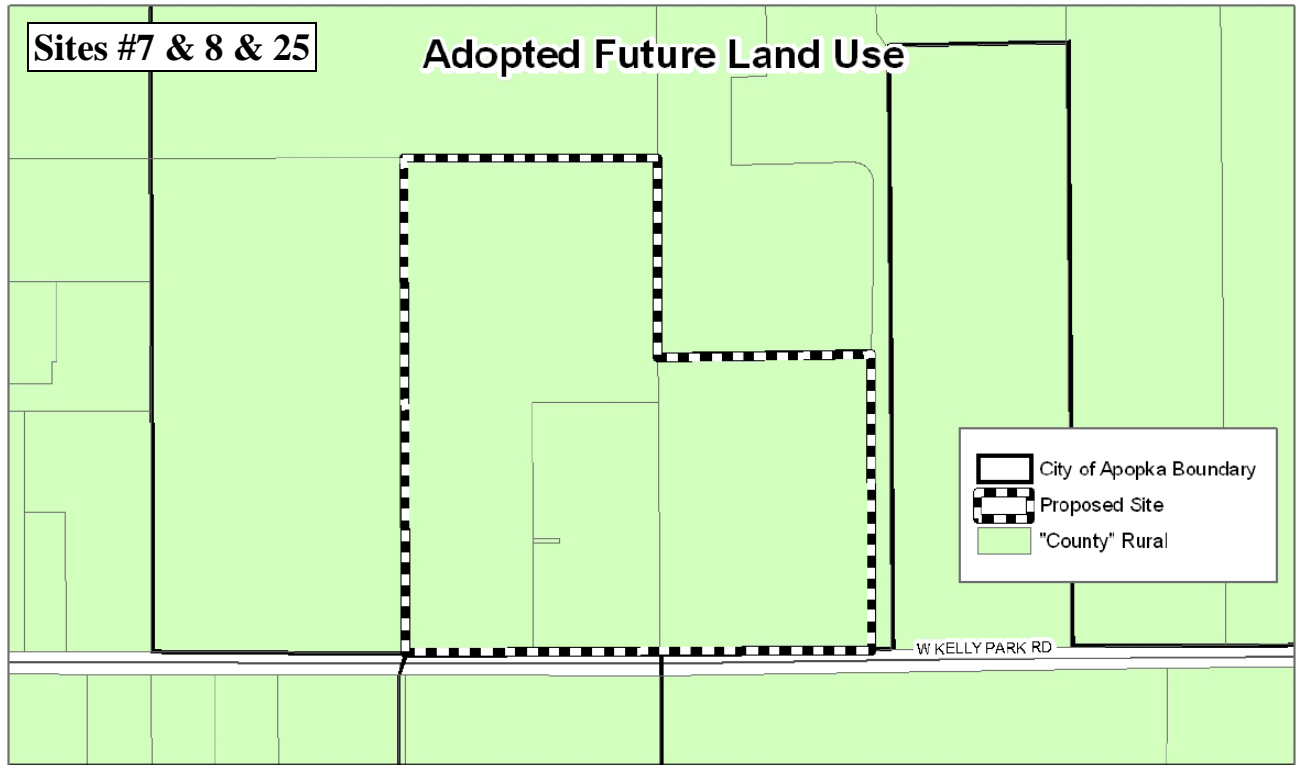 Sites #7 & 8 & 25
Adopted Future Land Use
City of Apopka Boundary
Proposed Site
"County" Rural
W KELLY PARK RD